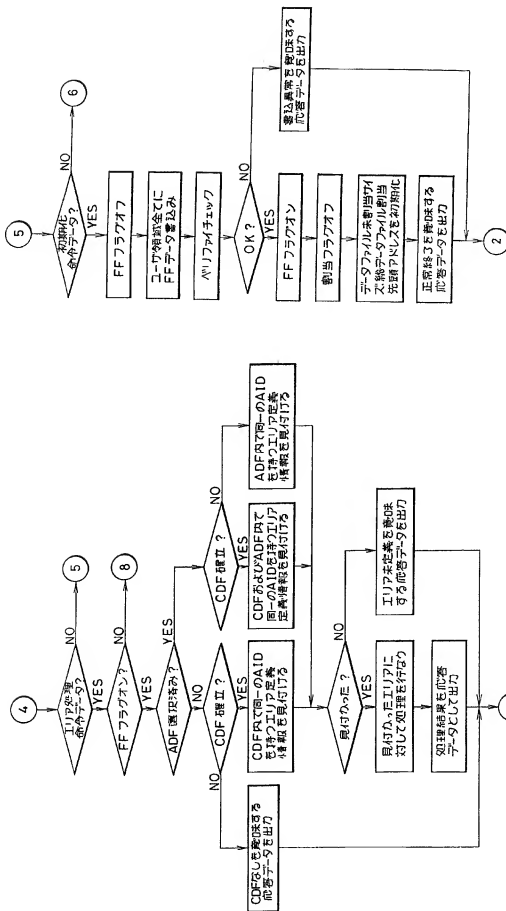 4
エリア処理
命令データ?
NO
5
YES
FFフラグオン?
NO
8
YES
ADF選択済み?
YES
NO
CDF確立?
NO
YES
CDF確立?
NO
YES
CDFなしを意味する
応答データを出力
CDF内で同一のAID
を持つエリア定義
情報を見付ける
CDFおよびADF内で
同一のAIDを持つエリア
定義情報を見付ける
ADF内で同一のAID
を持つエリア定義
情報を見付ける
見付かった?
NO
YES
見付かったエリアに
対して処理を行なう
処理結果を応答
データとして出力
エリア未定義を意味
する応答データを出力
5
初期化
命令データ?
NO
6
YES
FFフラグオフ
ユーザ領域全てに
FFデータ書込み
ベリファイチェック
OK?
NO
YES
FFフラグオン
割当フラグオフ
データファイル未割当サイ
ズ、総データファイル割当
先頭アドレスを初期化
正常終了を意味する
応答データを出力
書込異常を意味する
応答データを出力
2